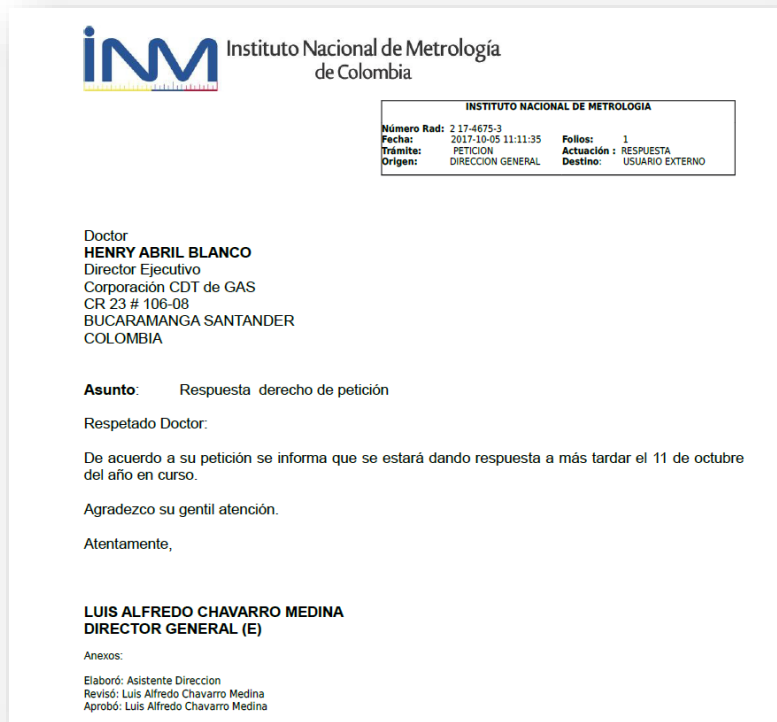 iNM Instituto Nacional de Metrología
de Colombia
INSTITUTO NACIONAL DE METROLOGIA
Número Rad: 2 17-4675-3
Fecha: 2017-10-05 11:11:35 Folios: 1
Trámite: PETICION Actuación : RESPUESTA
Origen: DIRECCION GENERAL Destino: USUARIO EXTERNO
Doctor
HENRY ABRIL BLANCO
Director Ejecutivo
Corporación CDT de GAS
CR 23 # 106-08
BUCARAMANGA SANTANDER
COLOMBIA
Asunto: Respuesta derecho de petición
Respetado Doctor:
De acuerdo a su petición se informa que se estará dando respuesta a más tardar el 11 de octubre
del año en curso.
Agradezco su gentil atención.
Atentamente,
LUIS ALFREDO CHAVARRO MEDINA
DIRECTOR GENERAL (E)
Anexos:
Elaboró: Asistente Direccion
Revisó: Luis Alfredo Chavarro Medina
Aprobó: Luis Alfredo Chavarro Medina